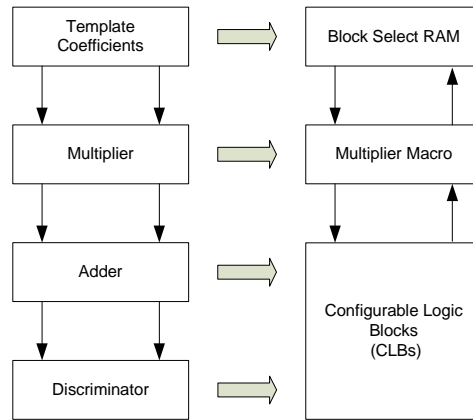 Template
Coefficients
Block Select RAM
Multiplier
Multiplier Macro
Adder
Configurable Logic
Blocks
(CLBs)
Discriminator